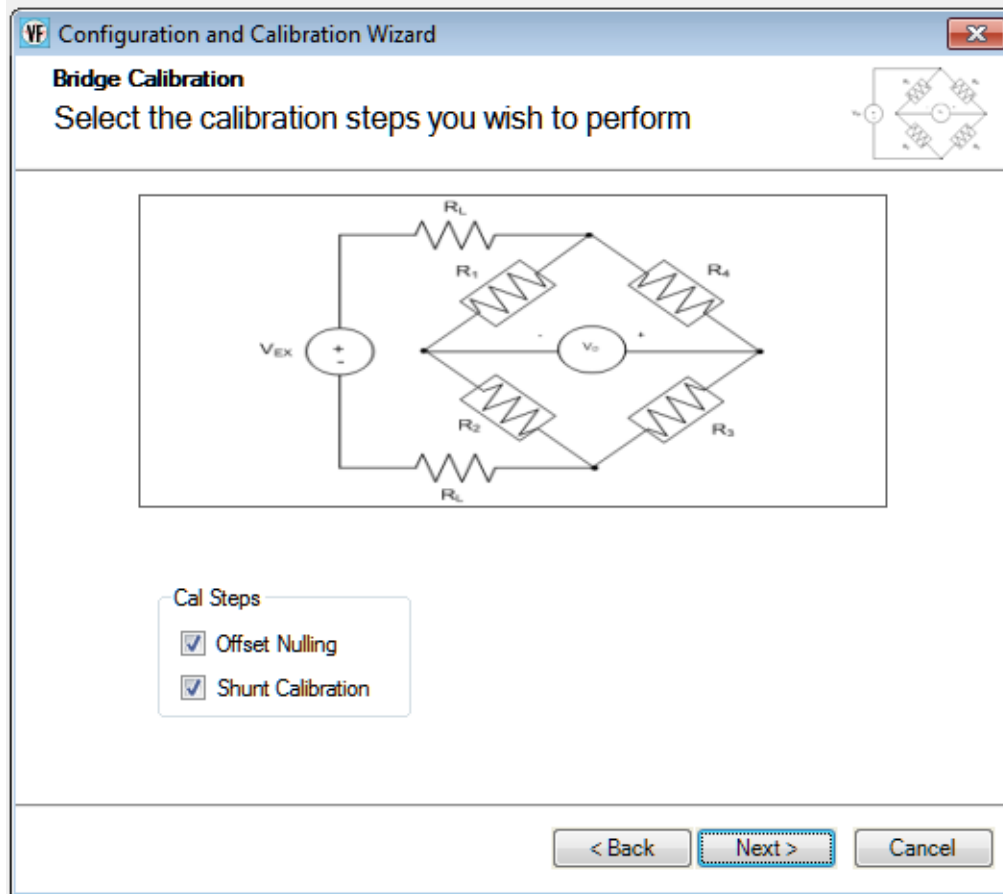 VF Configuration and Calibration Wizard
Bridge Calibration
Select the calibration steps you wish to perform
RL
R1
R4
VEX
+
-
-
+
Vo
R2
R3
RL
Cal Steps
Offset Nulling
Shunt Calibration
< Back Next > Cancel